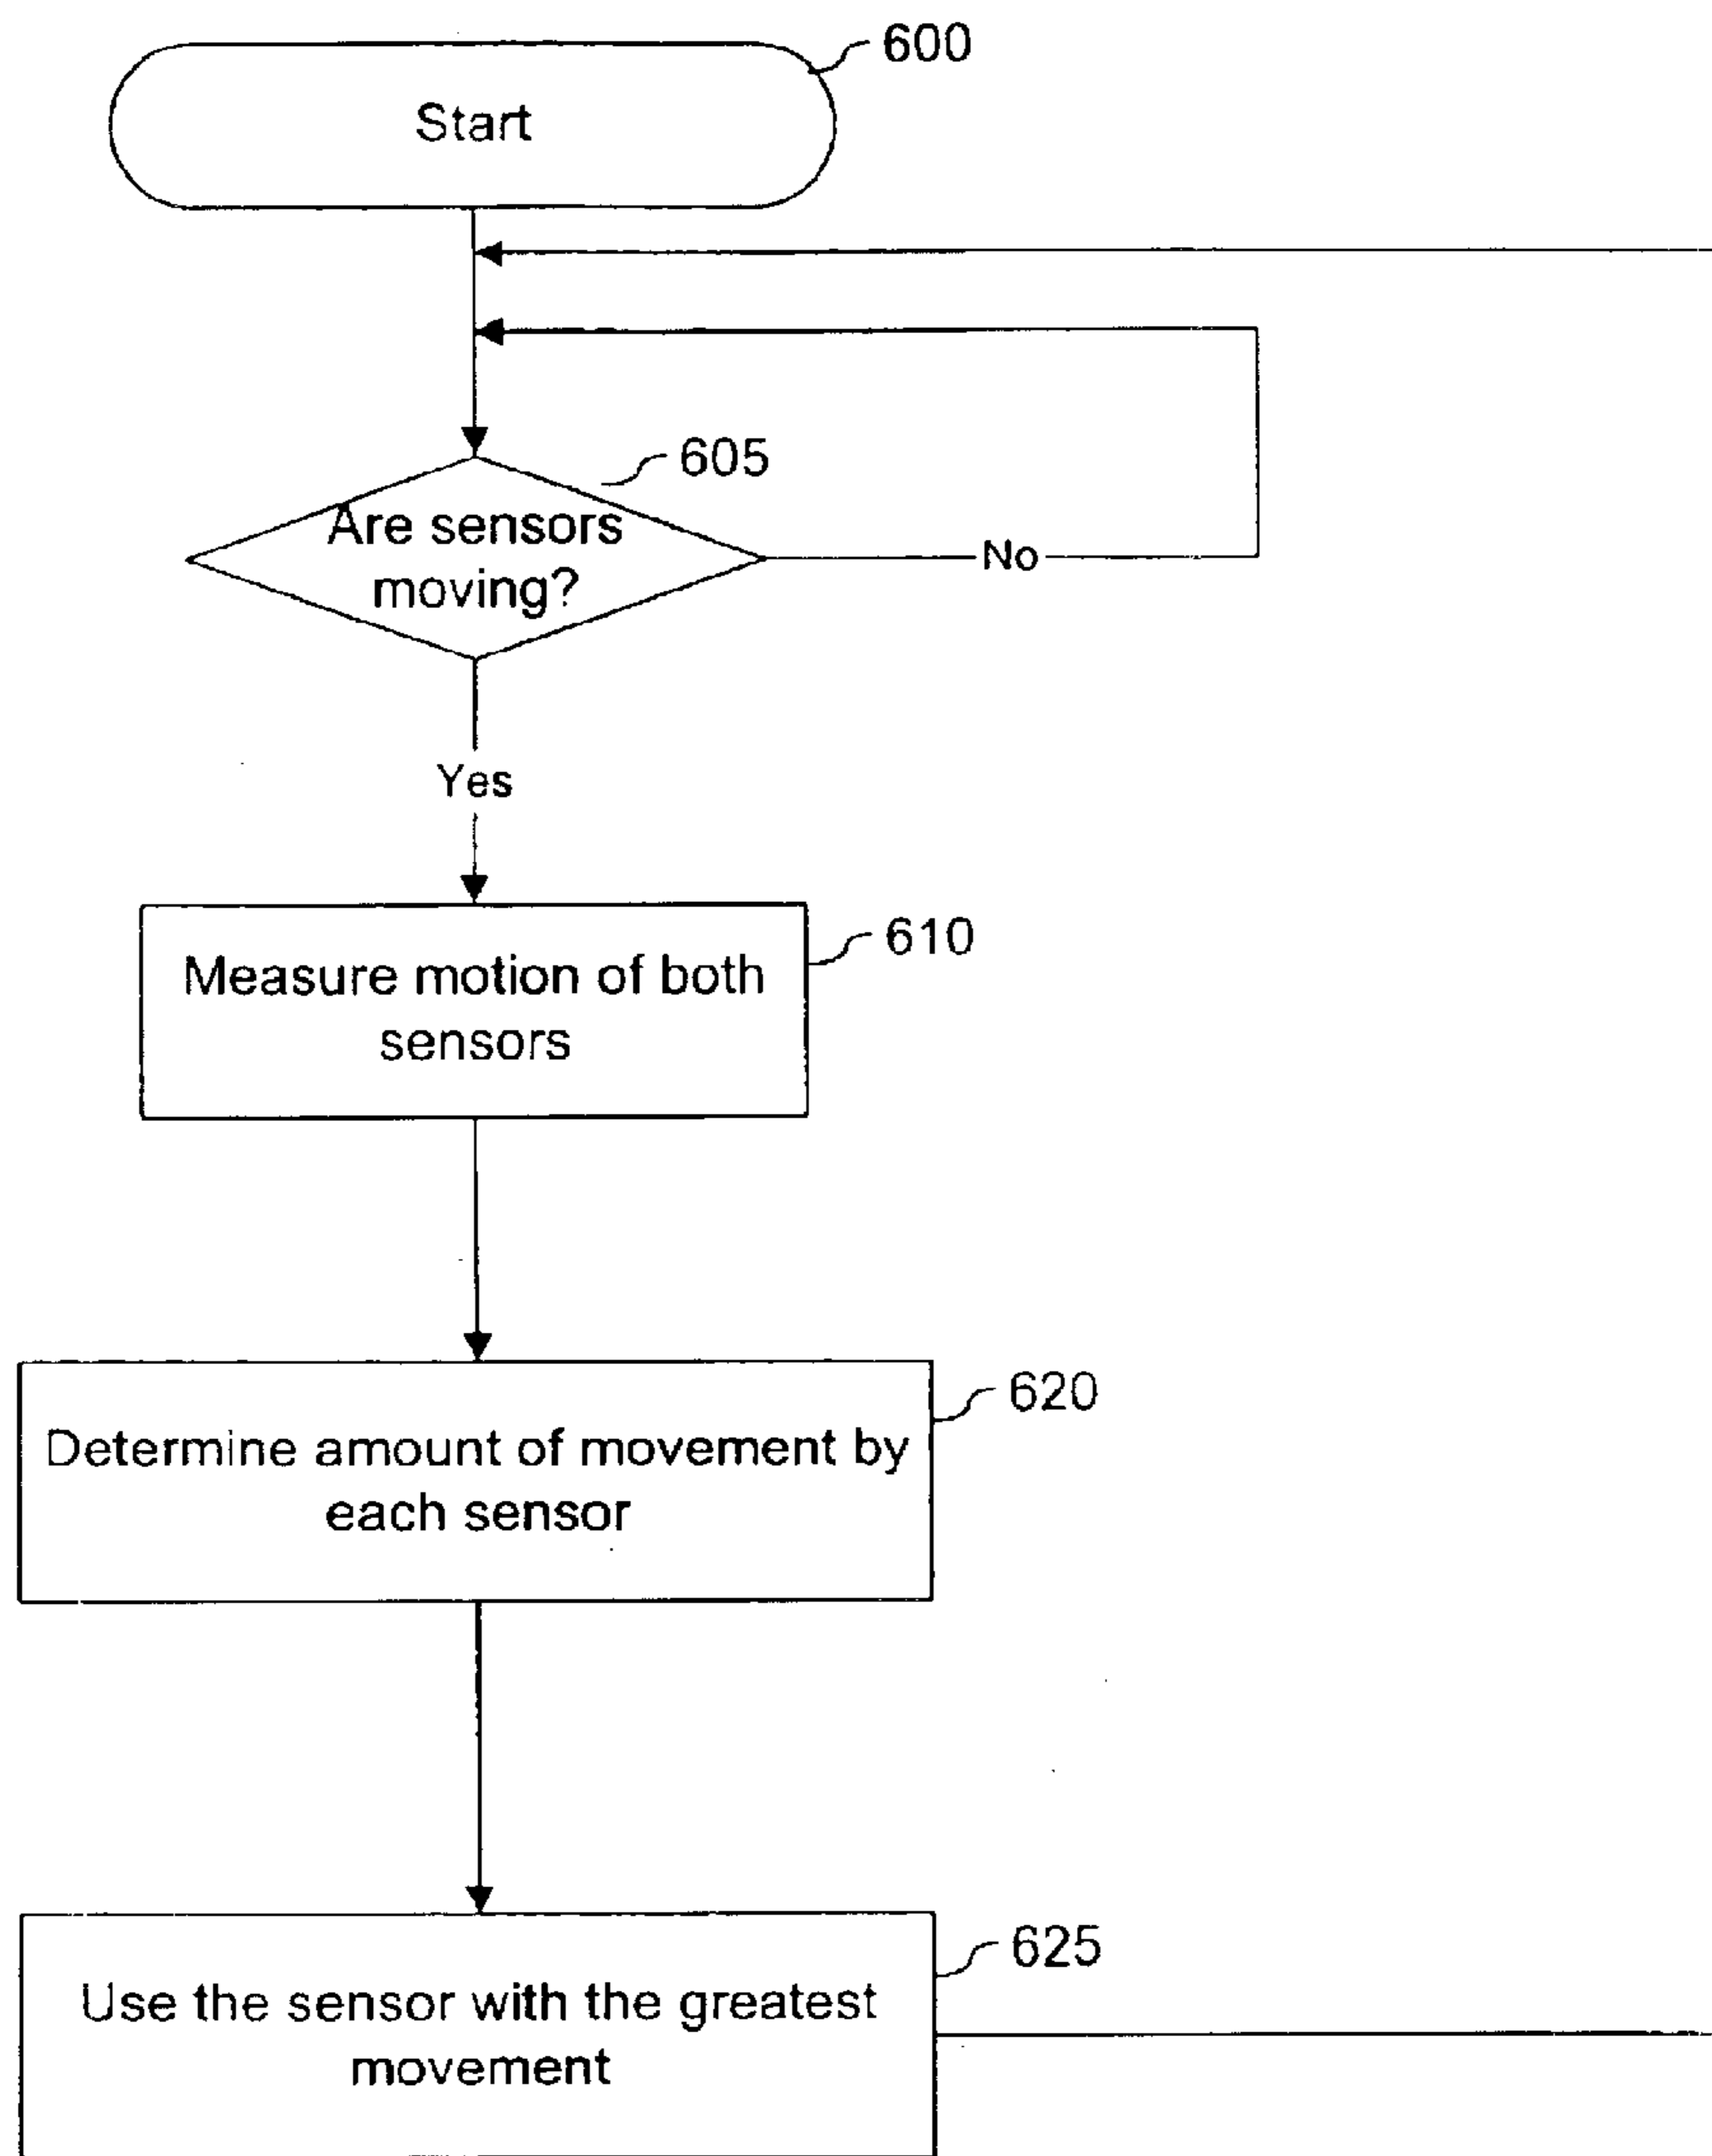 600
Start
605
Are sensors
moving?
No
Yes
610
Measure motion of both
sensors
620
Determine amount of movement by
each sensor
625
Use the sensor with the greatest
movement